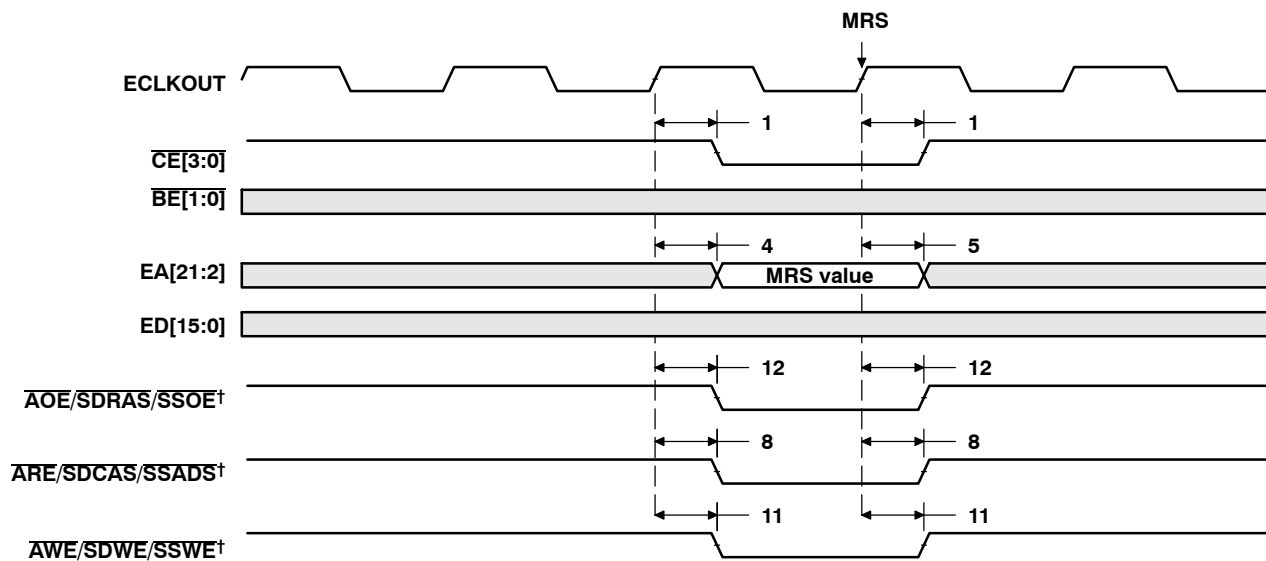 MRS
ECLKOUT
1 1
CE[3:0]
BE[1:0]
4 5
EA[21:2] MRS value
ED[15:0]
12 12
AOE/SDRAS/SSOE†
8 8
ARE/SDCAS/SSADS†
11 11
AWE/SDWE/SSWE†